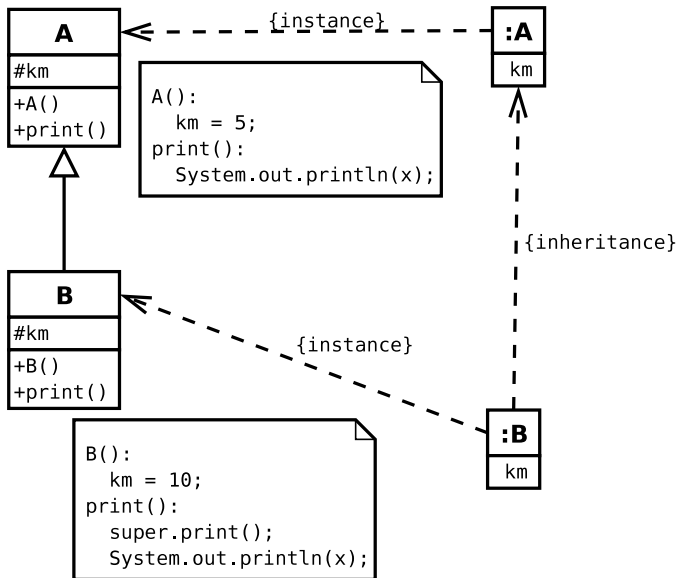 A
#km
+A()
+print()
{instance}
:A
km
A():
km = 5;
print():
System.out.println(x);
{inheritance}
B
#km
+B()
+print()
{instance}
:B
km
B():
km = 10;
print():
super.print();
System.out.println(x);